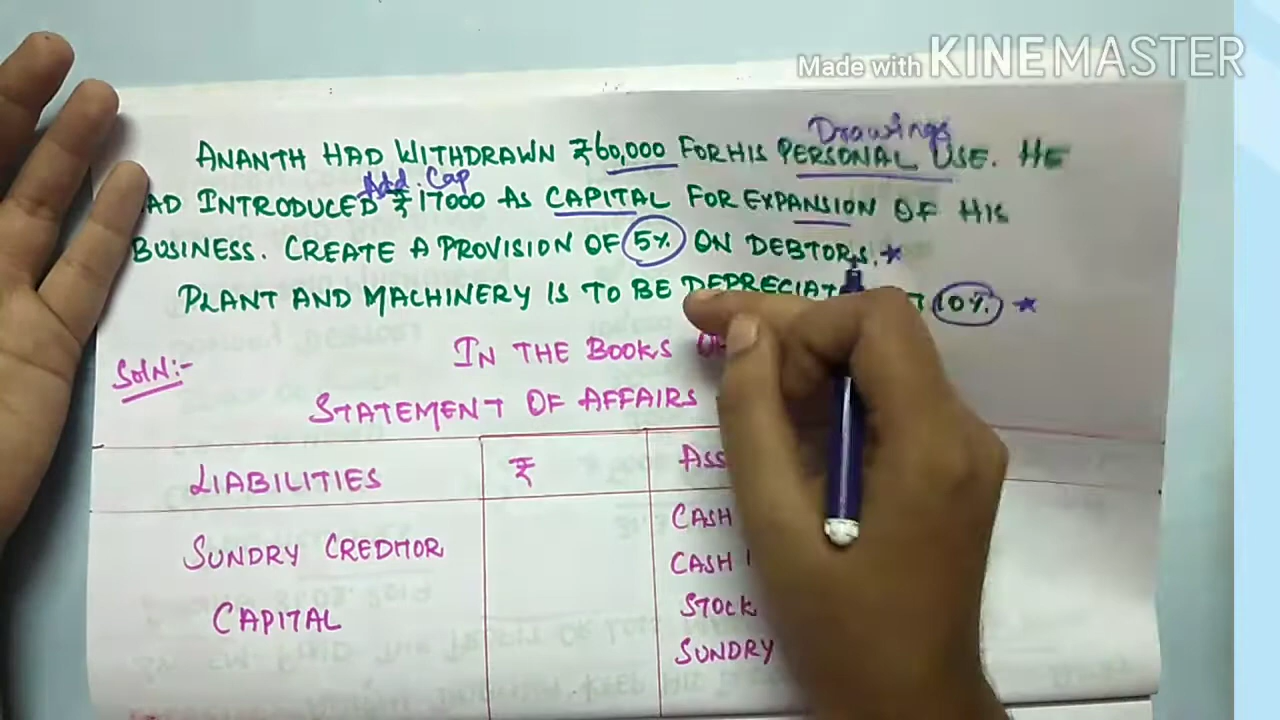 Made with KINEMASTER
Drawings
ANANTH HAD WITHDRAWN ₹60,000 FOR HIS PERSONAL USE. HE
Add. Cap
AD INTRODUCED ₹17000 AS CAPITAL FOR EXPANSION OF HIS
BUSINESS. CREATE A PROVISION OF 5% ON DEBTORS. *
PLANT AND MACHINERY IS TO BE DEPRECIAT 10% *
Soln:-
IN THE BOOKS
STATEMENT OF AFFAIRS
LIABILITIES ₹ ASS
CASH
SUNDRY CREDITOR
CASH
CAPITAL STOCK
SUNDRY